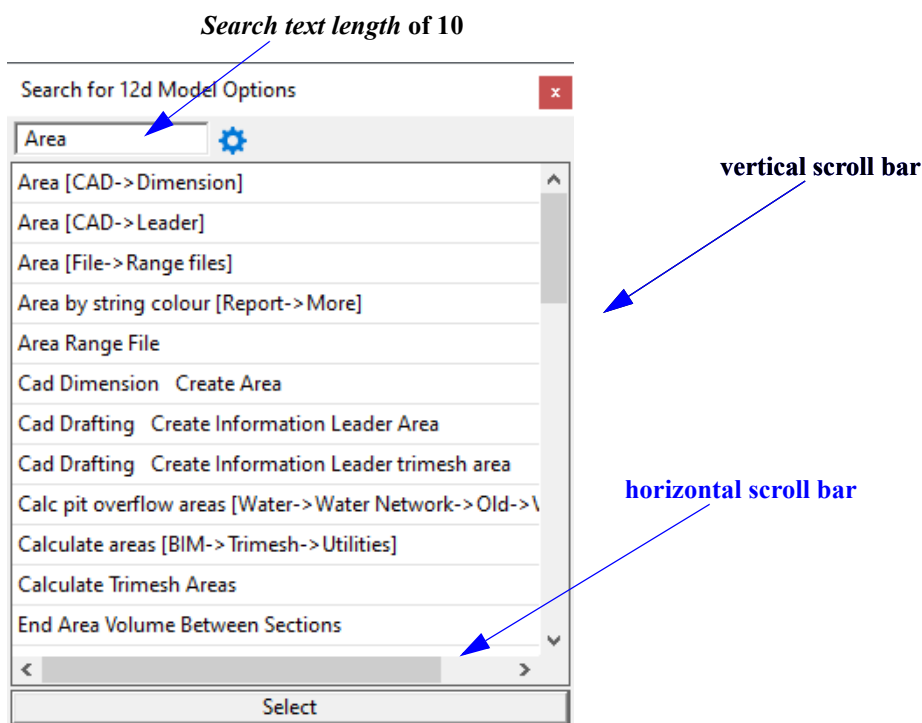 Search text length of 10
Search for 12d Model Options
x
Area
Area [CAD->Dimension]
vertical scroll bar
Area [CAD->Leader]
Area [File->Range files]
Area by string colour [Report->More]
Area Range File
Cad Dimension   Create Area
Cad Drafting   Create Information Leader Area
Cad Drafting   Create Information Leader trimesh area
horizontal scroll bar
Calc pit overflow areas [Water->Water Network->Old->
Calculate areas [BIM->Trimesh->Utilities]
Calculate Trimesh Areas
End Area Volume Between Sections
Select